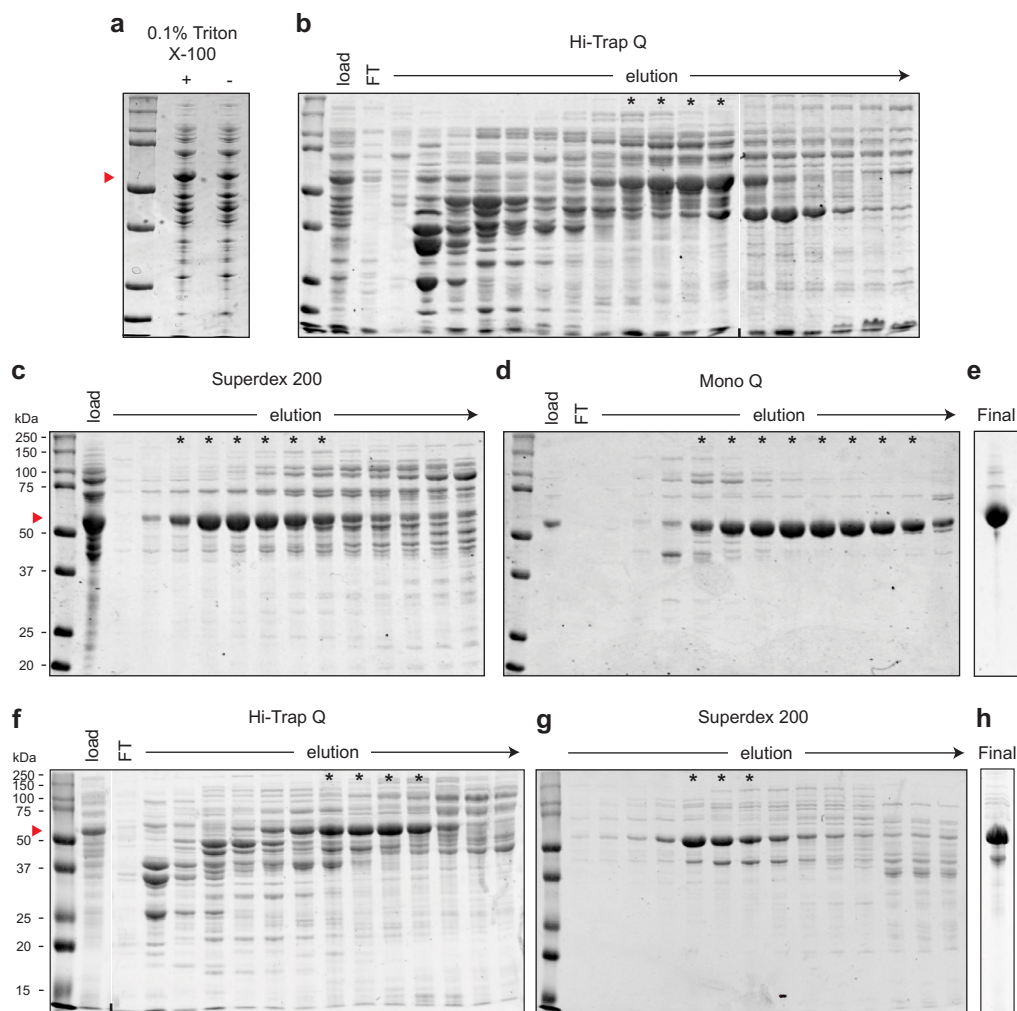 a
0.1% Triton
X-100
+ -
b
Hi-Trap Q
load
FT
elution
* * * *
c
Superdex 200
load
elution
kDa
* * * * * *
250 -
150 -
100 -
75 -
50 -
37 -
25 -
20 -
d
Mono Q
load
FT
elution
* * * * * * * *
e
Final
f
Hi-Trap Q
load
FT
elution
kDa
* * * *
250 -
150 -
100 -
75 -
50 -
37 -
25 -
20 -
15 -
g
Superdex 200
elution
* * *
h
Final